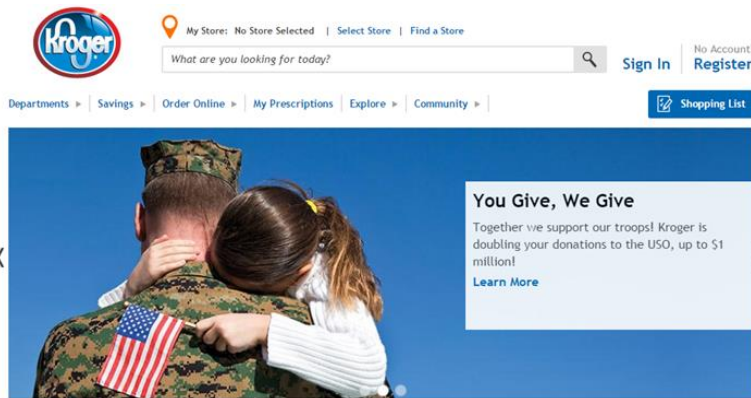 Kroger
My Store: No Store Selected | Select Store | Find a Store
What are you looking for today?
Sign In
No Account
Register
Departments
Savings
Order Online
My Prescriptions
Explore
Community
Shopping List
You Give, We Give
Together we support our troops! Kroger is
doubling your donations to the USO, up to $1
million!
Learn More